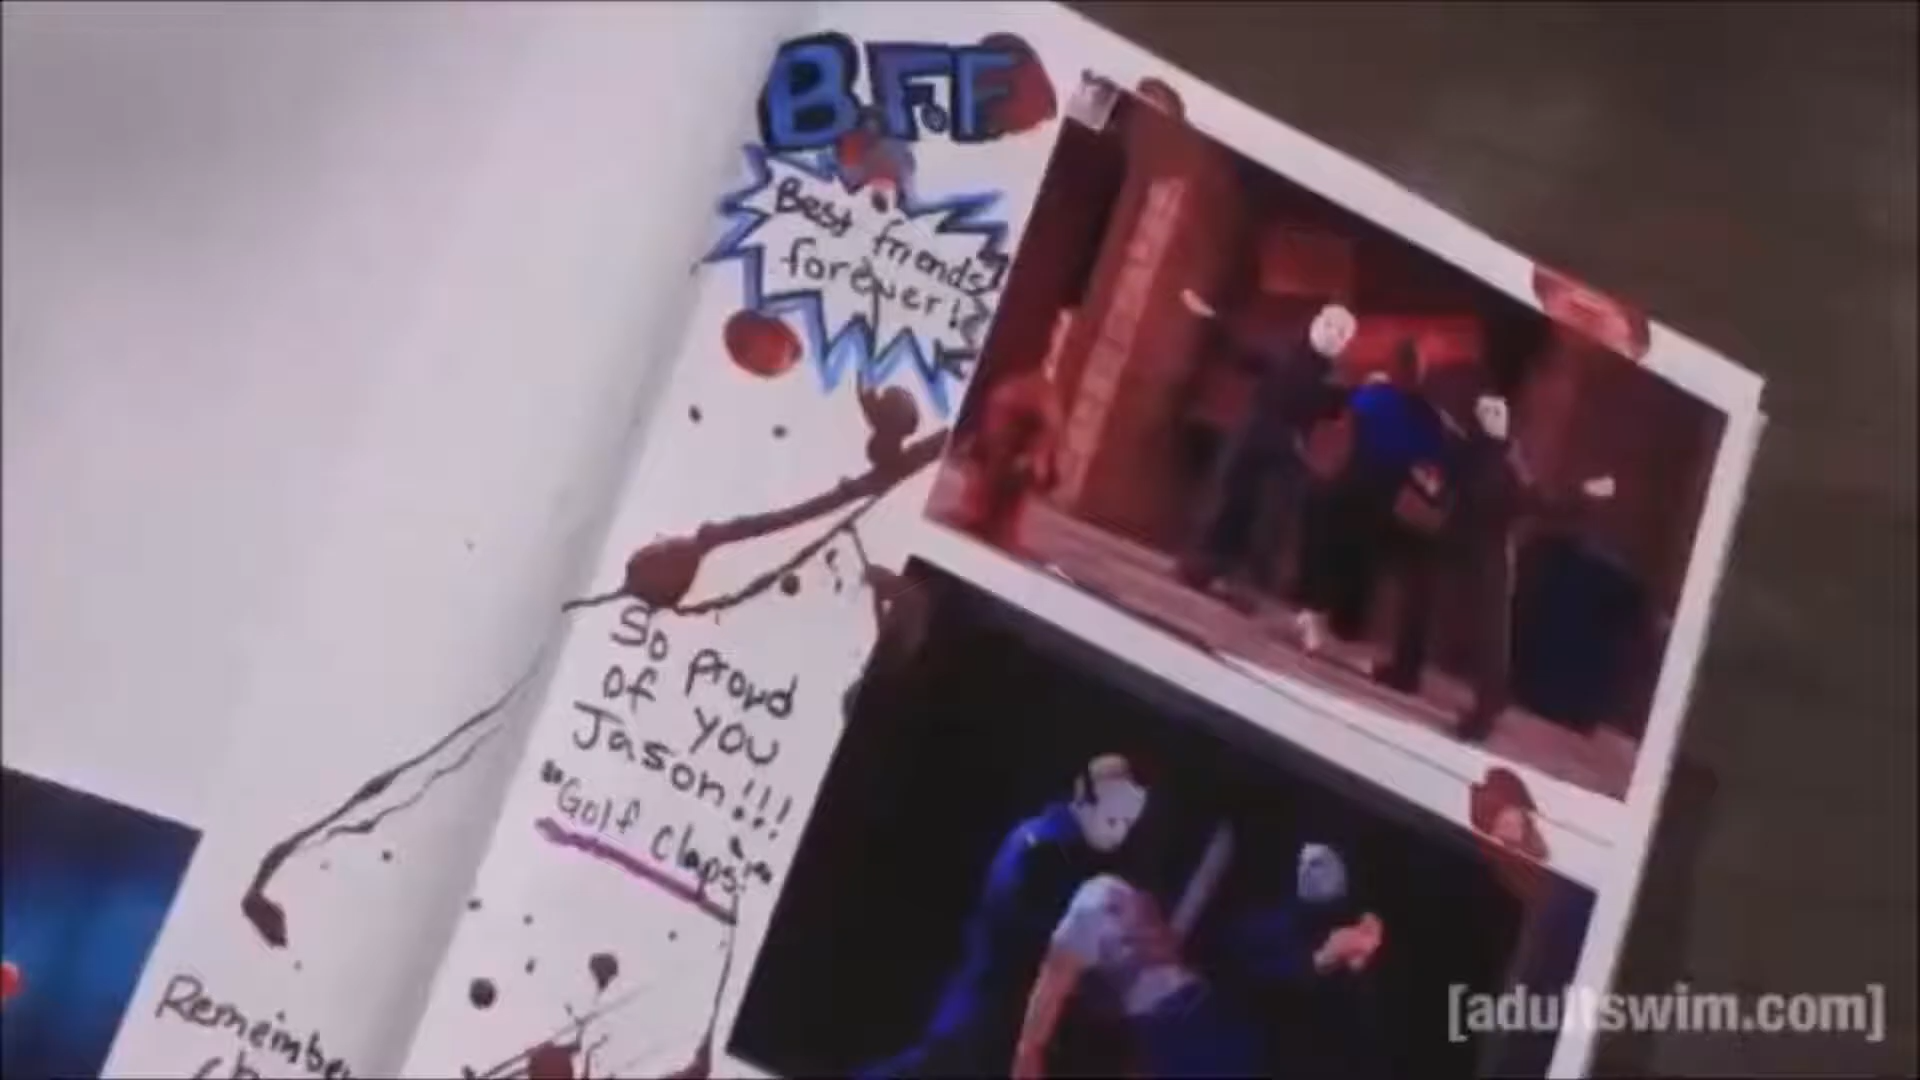 B.F.F
Best friends
forever!
So proud
of you
Jason!!!
"Golf Claps!"
Remember
[adultswim.com]